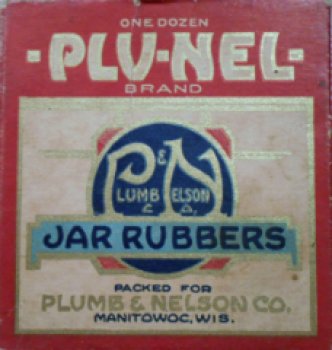 ONE DOZEN
-PLU-NEL-
BRAND
P&N
PLUMB & NELSON
CO.
JAR RUBBERS
PACKED FOR
PLUMB & NELSON CO.
MANITOWOC, WIS.